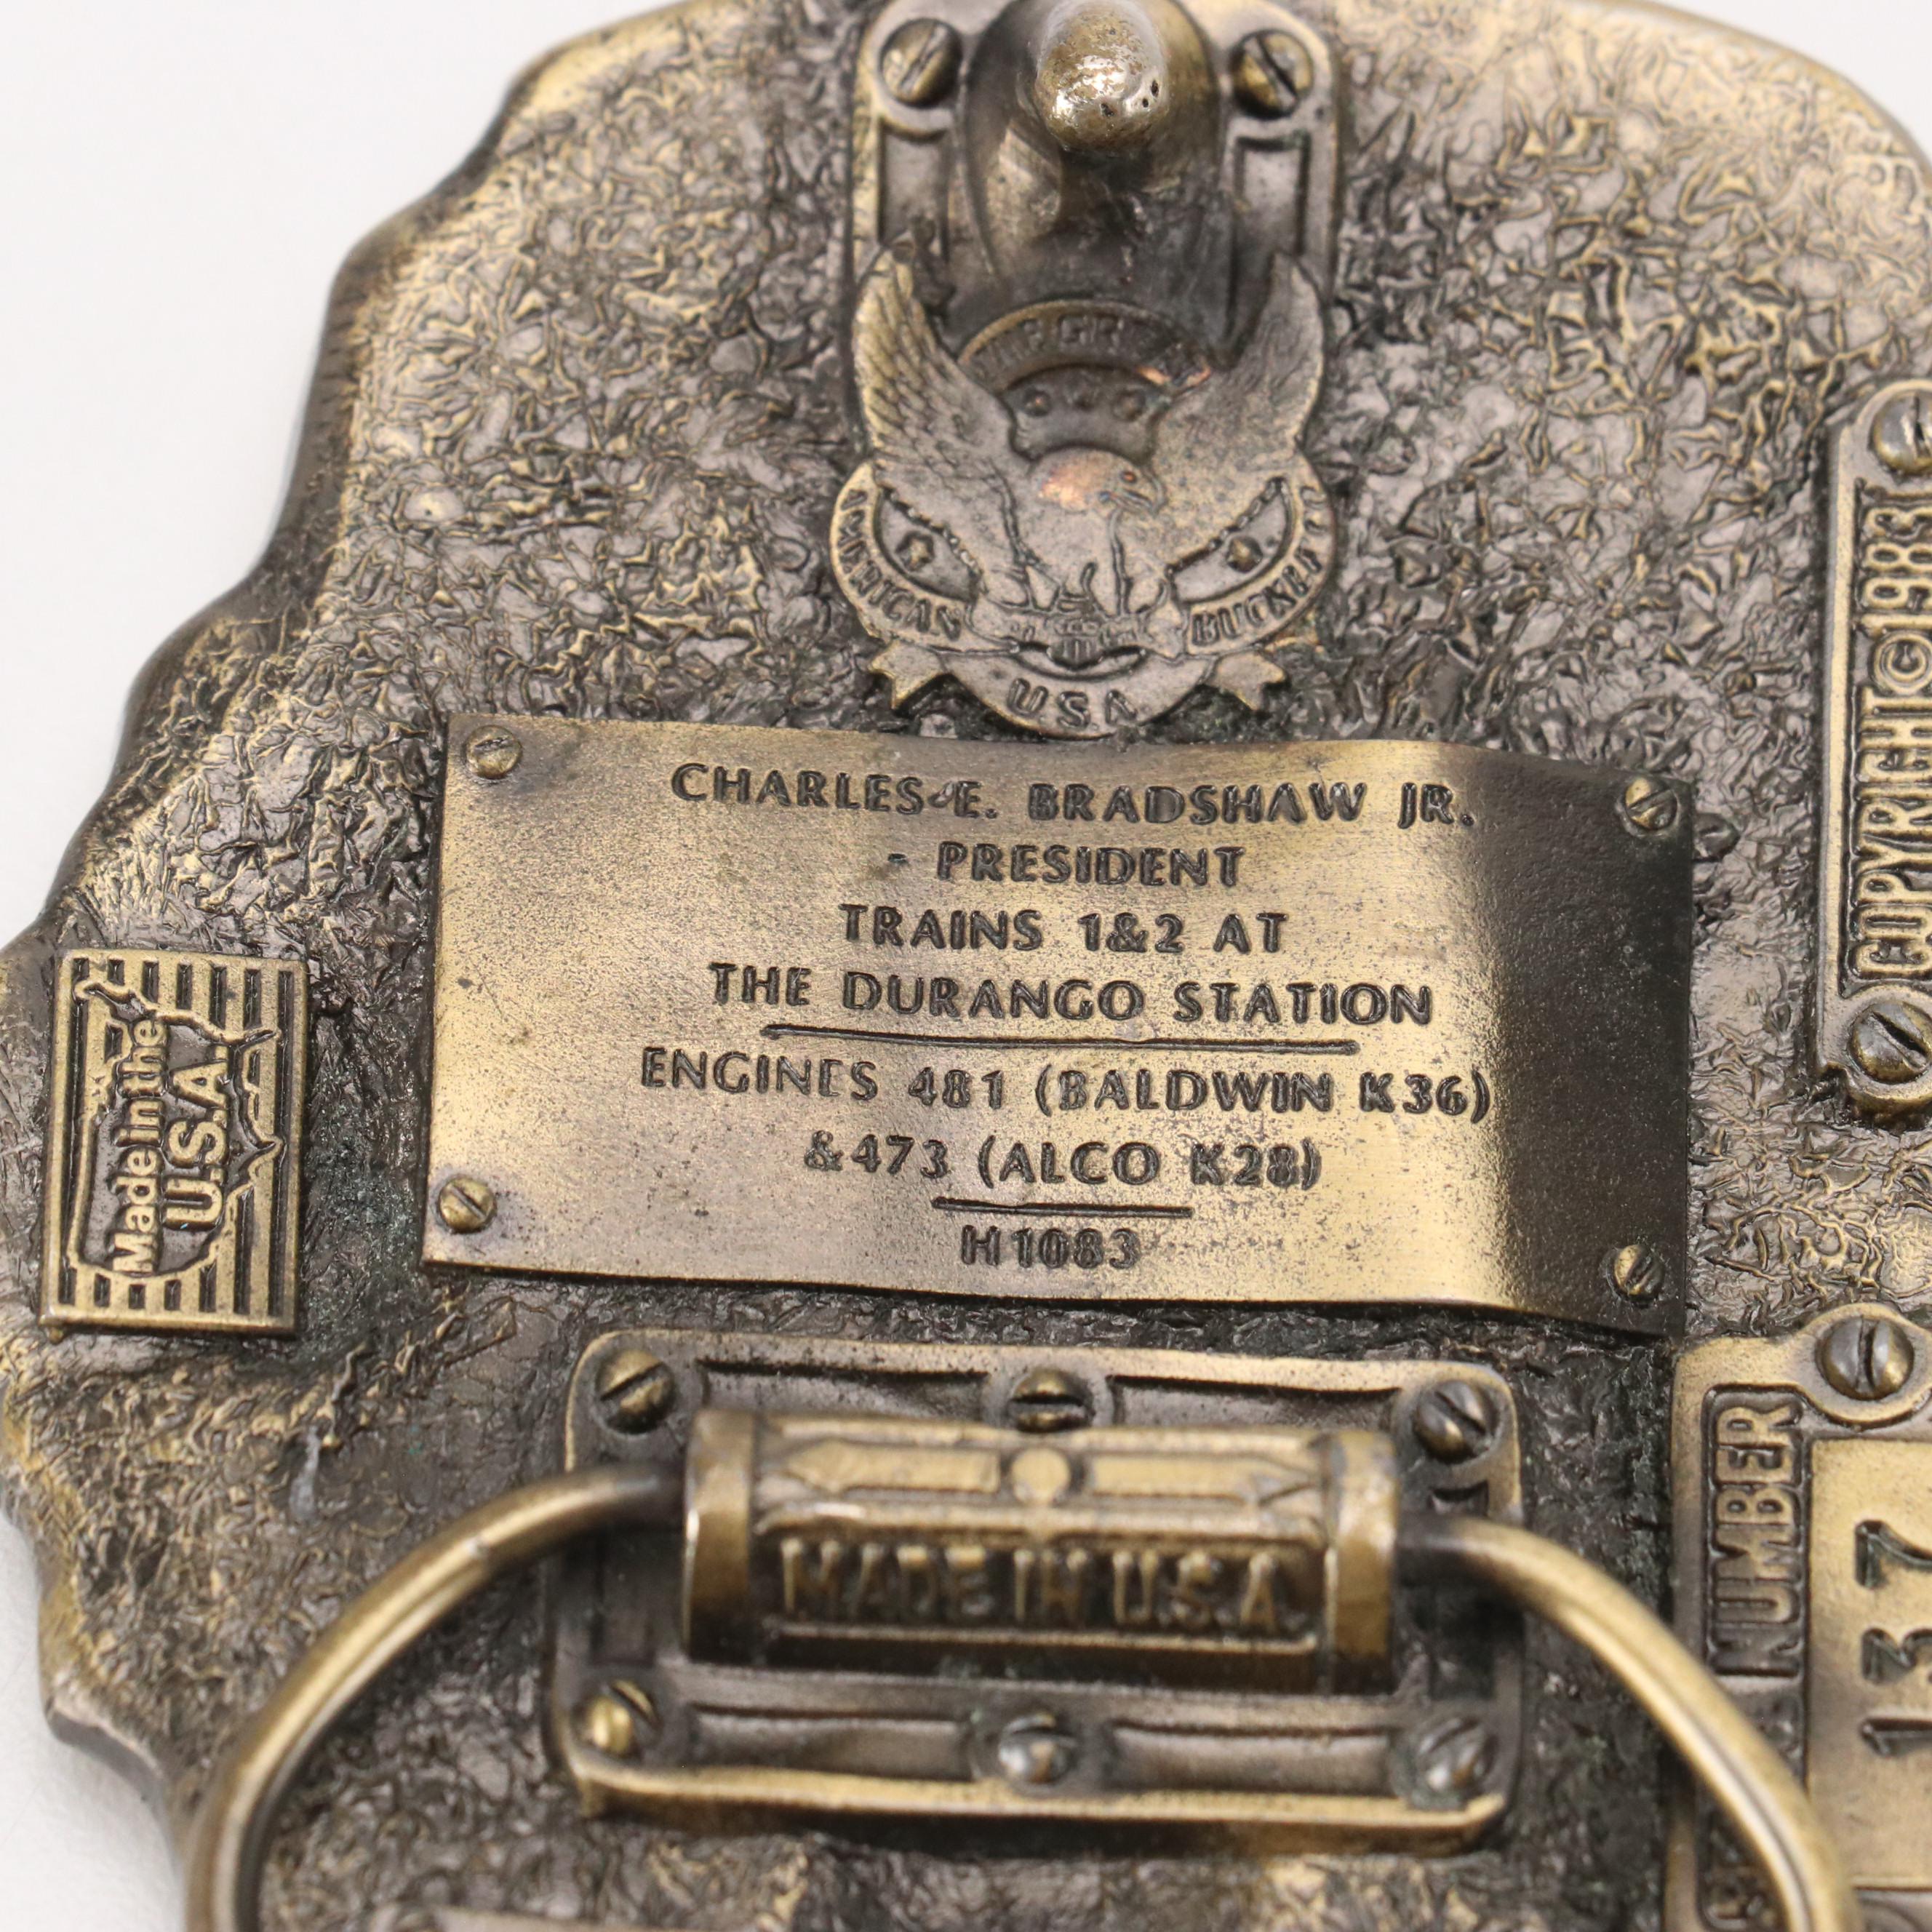 AMERICAN BUCKLE
U S A
CHARLES E. BRADSHAW JR.
- PRESIDENT
TRAINS 1&2 AT
THE DURANGO STATION
ENGINES 481 (BALDWIN K36)
&473 (ALCO K28)
H1083
Made In the
U.S.A.
COPYRIGHT © 1983
MADE IN U.S.A.
NUMBER
137